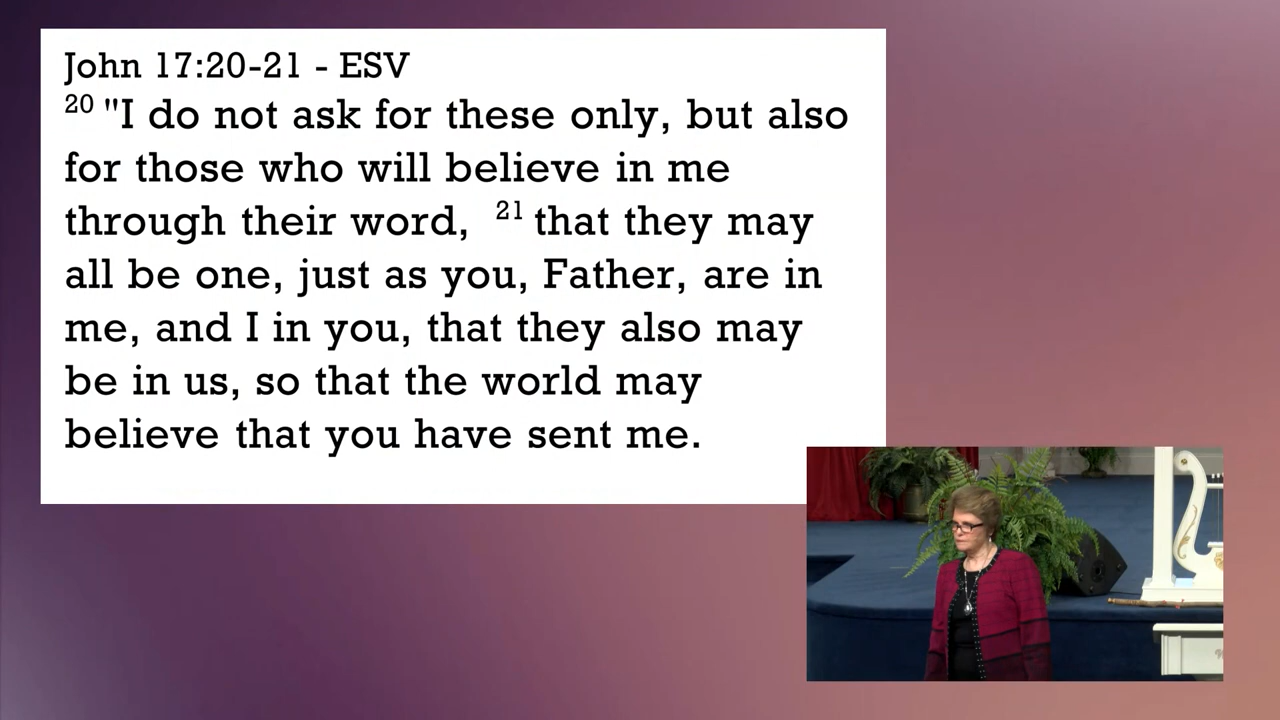 John 17:20-21 - ESV
20 "I do not ask for these only, but also
for those who will believe in me
through their word, 21 that they may
all be one, just as you, Father, are in
me, and I in you, that they also may
be in us, so that the world may
believe that you have sent me.